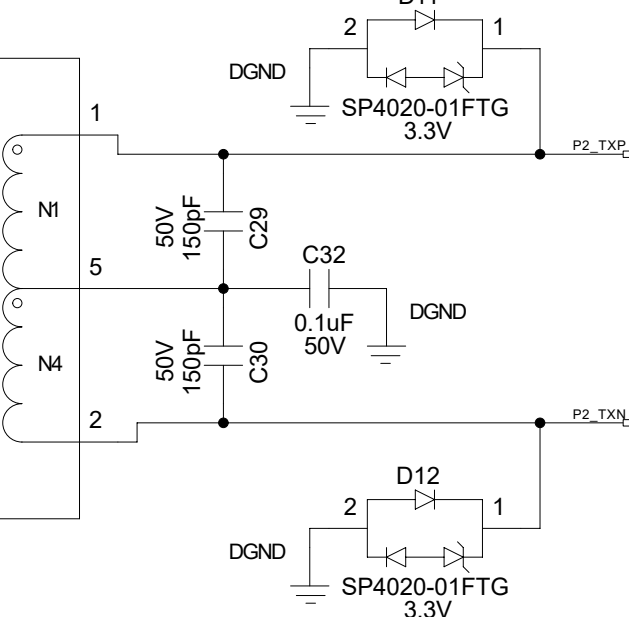 D11
2
1
DGND
SP4020-01FTG
3.3V
1
P2_TXP
N1
50V
150pF
C29
5
C32
0.1uF
50V
DGND
N4
50V
150pF
C30
2
P2_TXN
D12
2
1
DGND
SP4020-01FTG
3.3V